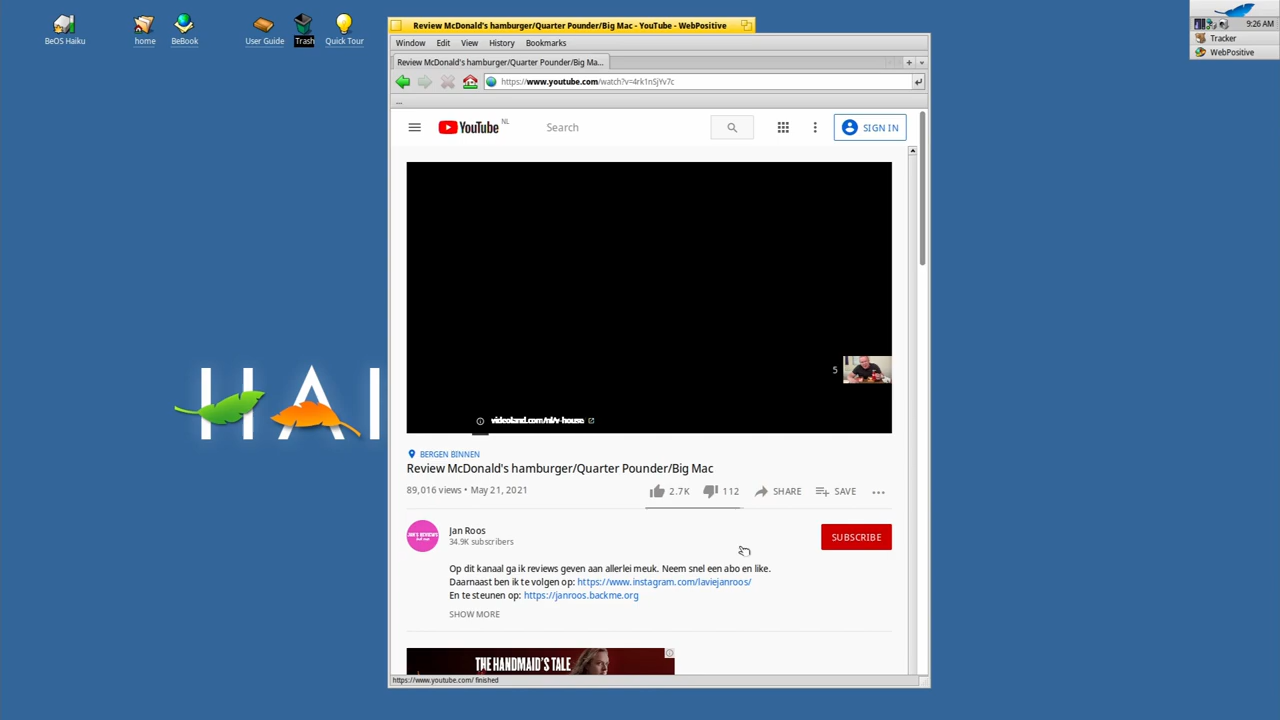 BeOS Haiku
home
BeBook
User Guide
Trash
Quick Tour
Review McDonald's hamburger/Quarter Pounder/Big Mac - YouTube - WebPositive
9:26 AM
Tracker
WebPositive
Window Edit View History Bookmarks
Review McDonald's hamburger/Quarter Pounder/Big Ma...
https://www.youtube.com/watch?v=4rk1nSjYv7c
...
YouTube NL
Search
SIGN IN
5
videoland.com/nl/v-house
HAI
BERGEN BINNEN
Review McDonald's hamburger/Quarter Pounder/Big Mac
89,016 views • May 21, 2021
2.7K
112
SHARE
SAVE
Jan Roos
34.9K subscribers
SUBSCRIBE
Op dit kanaal ga ik reviews geven aan allerlei meuk. Neem snel een abo en like.
Daarnaast ben ik te volgen op: https://www.instagram.com/laviejanroos/
En te steunen op: https://janroos.backme.org
SHOW MORE
THE HANDMAID'S TALE
https://www.youtube.com/ finished